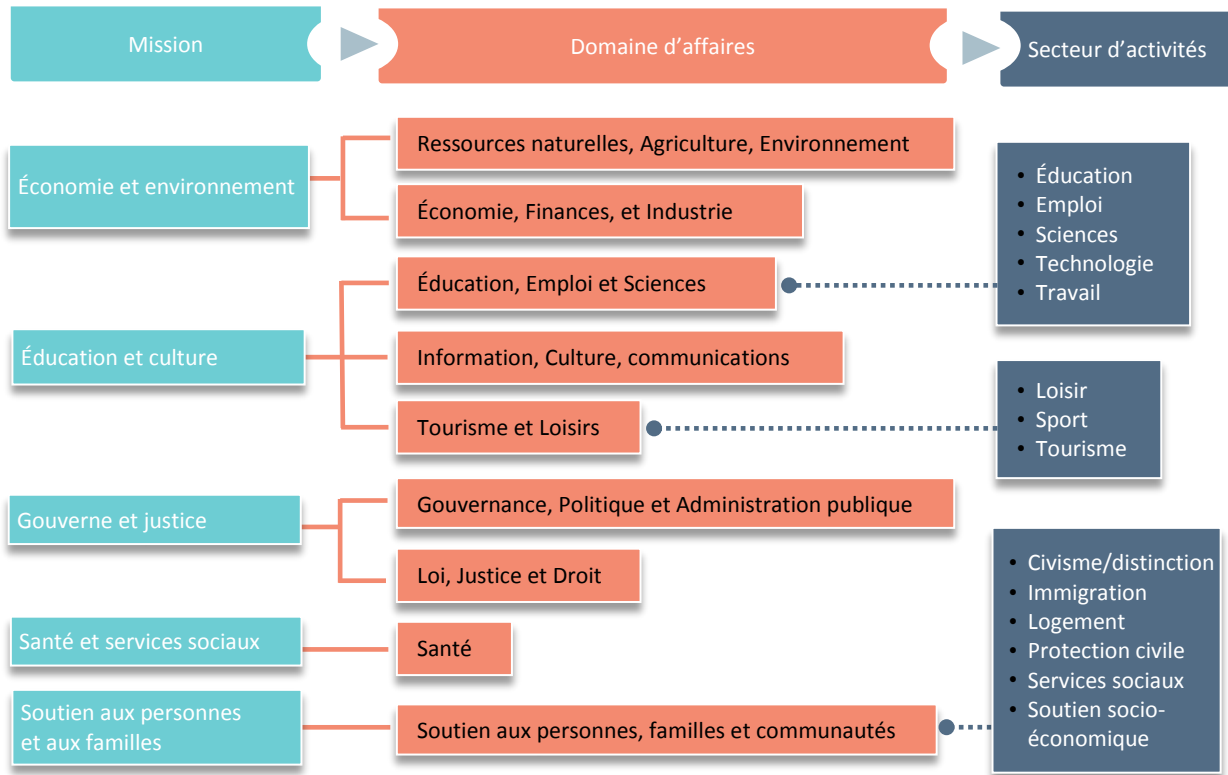 Mission
Domaine d'affaires
Secteur d'activités
Économie et environnement
Ressources naturelles, Agriculture, Environnement
Économie, Finances, et Industrie
Éducation et culture
Éducation, Emploi et Sciences
Information, Culture, communications
Tourisme et Loisirs
Gouverne et justice
Gouvernance, Politique et Administration publique
Loi, Justice et Droit
Santé et services sociaux
Santé
Soutien aux personnes
et aux familles
Soutien aux personnes, familles et communautés
• Éducation
• Emploi
• Sciences
• Technologie
• Travail
• Loisir
• Sport
• Tourisme
• Civisme/distinction
• Immigration
• Logement
• Protection civile
• Services sociaux
• Soutien socio-
économique